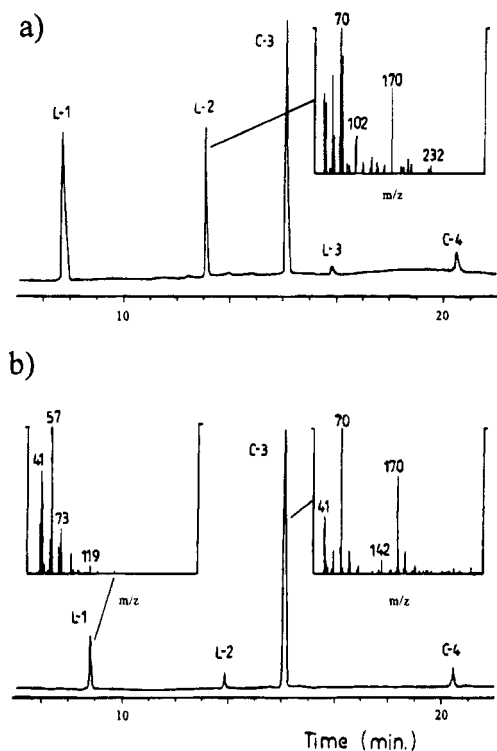 a)
L-1
L-2
C-3
70
102
170
232
m/z
L-3
C-4
10
20
b)
57
41
73
119
m/z
L-1
L-2
C-3
70
41
142
170
m/z
C-4
10
20
Time (min.)